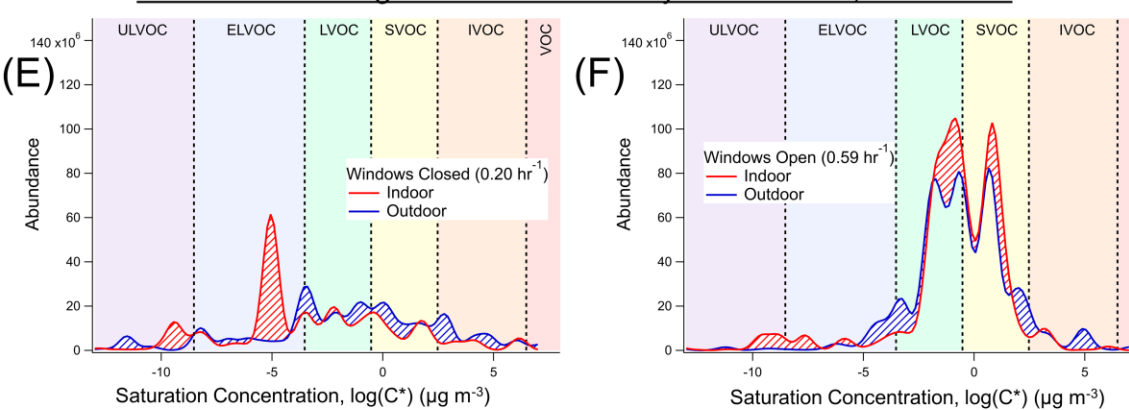 (E)
ULVOC ELVOC LVOC SVOC IVOC VOC
140 x10⁶
120
100
80
60
40
20
0
Abundance
Windows Closed (0.20 hr⁻¹)
Indoor
Outdoor
-10 -5 0 5
Saturation Concentration, log(C*) (µg m⁻³)
(F)
ULVOC ELVOC LVOC SVOC IVOC
140 x10⁶
120
100
80
60
40
20
0
Abundance
Windows Open (0.59 hr⁻¹)
Indoor
Outdoor
-10 -5 0 5
Saturation Concentration, log(C*) (µg m⁻³)